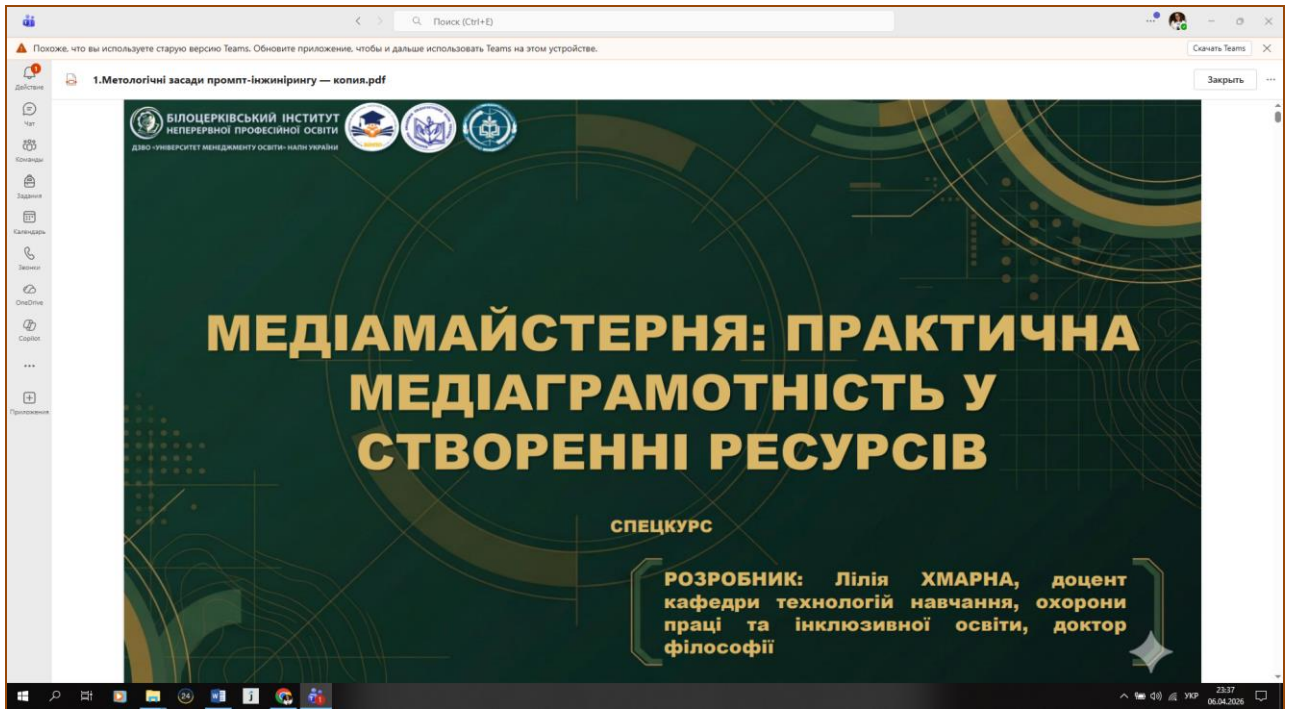 Поиск (Ctrl+E)
Похоже, что вы используете старую версию Teams. Обновите приложение, чтобы и дальше использовать Teams на этом устройстве.
Скачать Teams
Действие
1.Метологічні засади промпт-інжинірингу — копия.pdf
Закрыть
Чат
Команды
Задания
Календарь
Звонки
OneDrive
Copilot
Приложения
БІЛОЦЕРКІВСЬКИЙ ІНСТИТУТ
НЕПЕРЕРВНОЇ ПРОФЕСІЙНОЇ ОСВІТИ
ДЗВО «УНІВЕРСИТЕТ МЕНЕДЖМЕНТУ ОСВІТИ» НАПН УКРАЇНИ
МЕДІАМАЙСТЕРНЯ: ПРАКТИЧНА
МЕДІАГРАМОТНІСТЬ У
СТВОРЕННІ РЕСУРСІВ
СПЕЦКУРС
РОЗРОБНИК: Лілія ХМАРНА, доцент
кафедри технологій навчання, охорони
праці та інклюзивної освіти, доктор
філософії
24
УКР
23:37
06.04.2026